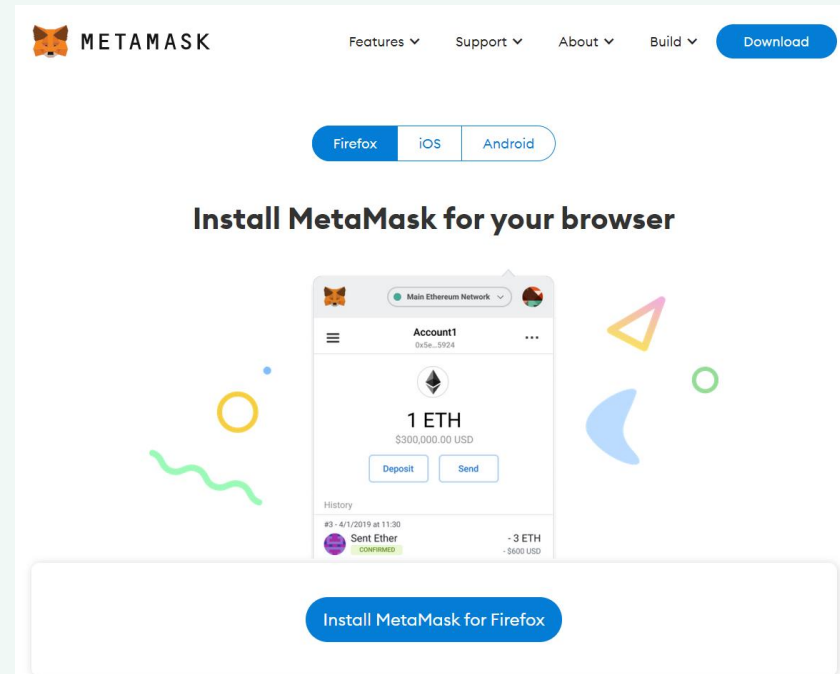 METAMASK
Features Support About Build Download
Firefox iOS Android
Install MetaMask for your browser
Main Ethereum Network
Account1
0x5e...5924
1 ETH
$300,000.00 USD
Deposit Send
History
#3 - 4/1/2019 at 11:30
Sent Ether - 3 ETH
CONFIRMED - $600 USD
Install MetaMask for Firefox